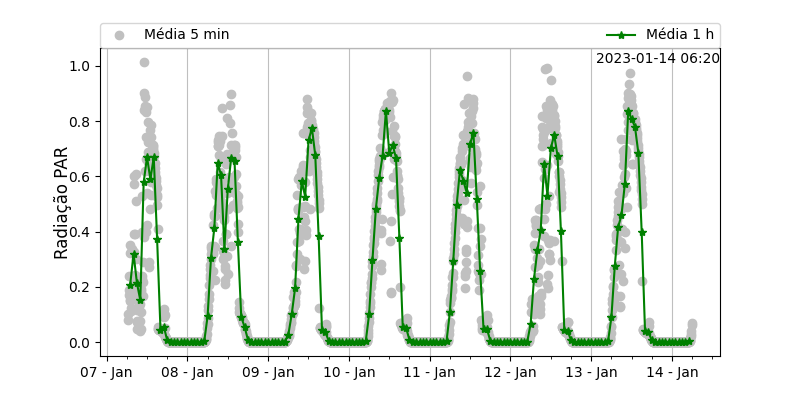 Média 5 min
Média 1 h
2023-01-14 06:20
Radiação PAR
1.0
0.8
0.6
0.4
0.2
0.0
07 - Jan
08 - Jan
09 - Jan
10 - Jan
11 - Jan
12 - Jan
13 - Jan
14 - Jan